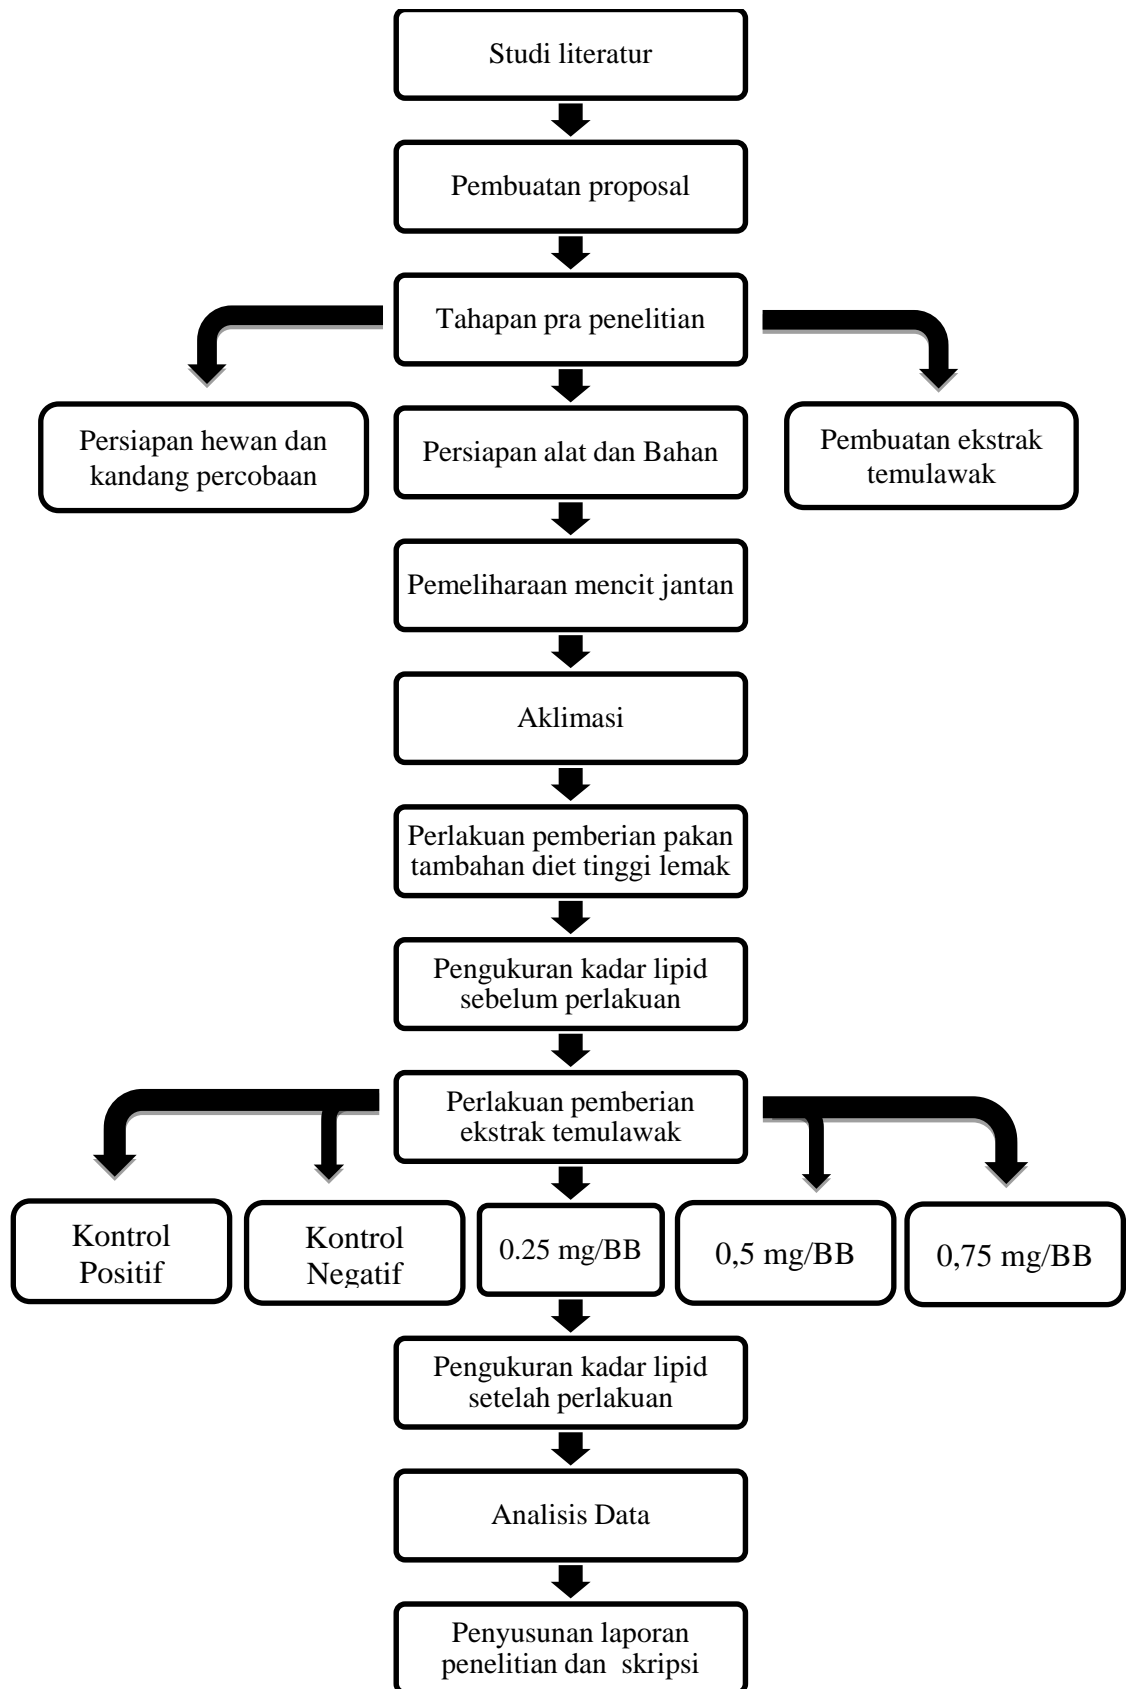 Studi literatur
Pembuatan proposal
Tahapan pra penelitian
Persiapan hewan dan
kandang percobaan
Persiapan alat dan Bahan
Pembuatan ekstrak
temulawak
Pemeliharaan mencit jantan
Aklimasi
Perlakuan pemberian pakan
tambahan diet tinggi lemak
Pengukuran kadar lipid
sebelum perlakuan
Perlakuan pemberian
ekstrak temulawak
Kontrol
Positif
Kontrol
Negatif
0.25 mg/BB
0,5 mg/BB
0,75 mg/BB
Pengukuran kadar lipid
setelah perlakuan
Analisis Data
Penyusunan laporan
penelitian dan skripsi